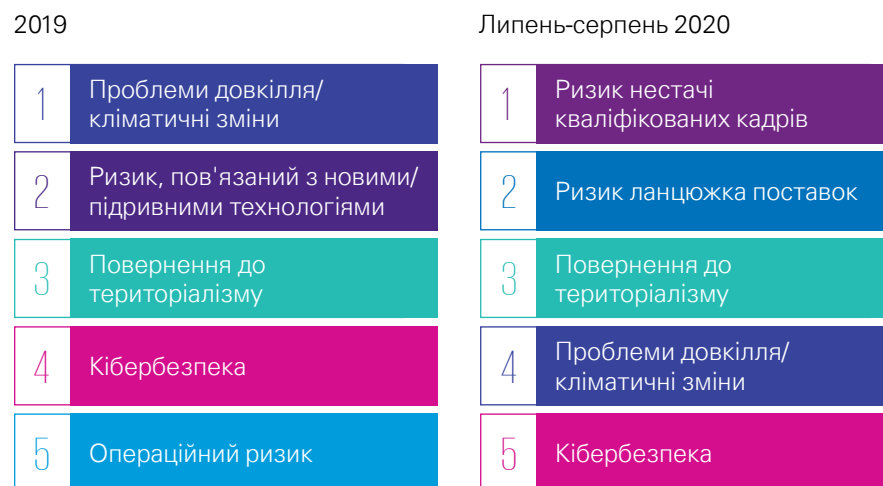 2019
1
Проблеми довкілля/
кліматичні зміни
2
Ризик, пов'язаний з новими/
підривними технологіями
3
Повернення до
територіалізму
4
Кібербезпека
5
Операційний ризик
Липень-серпень 2020
1
Ризик нестачі
кваліфікованих кадрів
2
Ризик ланцюжка поставок
3
Повернення до
територіалізму
4
Проблеми довкілля/
кліматичні зміни
5
Кібербезпека